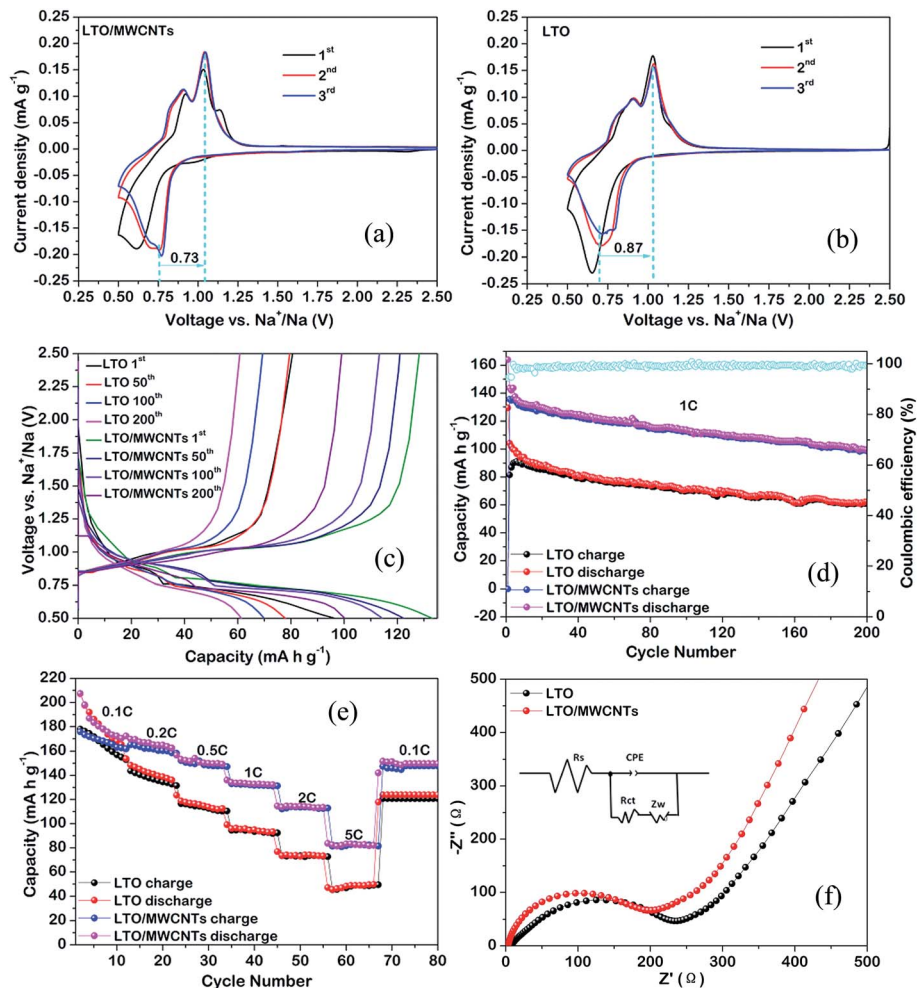 (a)
LTO/MWCNTs
1st
2nd
3rd
0.73
Current density (mA g-1)
0.25
0.20
0.15
0.10
0.05
0.00
-0.05
-0.10
-0.15
-0.20
-0.25
0.25 0.50 0.75 1.00 1.25 1.50 1.75 2.00 2.25 2.50
Voltage vs. Na+/Na (V)
(b)
LTO
1st
2nd
3rd
0.87
Current density (mA g-1)
0.25
0.20
0.15
0.10
0.05
0.00
-0.05
-0.10
-0.15
-0.20
-0.25
0.25 0.50 0.75 1.00 1.25 1.50 1.75 2.00 2.25 2.50
Voltage vs. Na+/Na (V)
(c)
LTO 1st
LTO 50th
LTO 100th
LTO 200th
LTO/MWCNTs 1st
LTO/MWCNTs 50th
LTO/MWCNTs 100th
LTO/MWCNTs 200th
Voltage vs. Na+/Na (V)
2.50
2.25
2.00
1.75
1.50
1.25
1.00
0.75
0.50
0 20 40 60 80 100 120
Capacity (mA h g-1)
(d)
1C
LTO charge
LTO discharge
LTO/MWCNTs charge
LTO/MWCNTs discharge
Capacity (mA h g-1)
160
140
120
100
80
60
40
20
0
-20
Coulombic efficiency (%)
100
80
60
40
20
0
0 40 80 120 160 200
Cycle Number
(e)
0.1C
0.2C
0.5C
1C
2C
5C
0.1C
LTO charge
LTO discharge
LTO/MWCNTs charge
LTO/MWCNTs discharge
Capacity (mA h g-1)
220
200
180
160
140
120
100
80
60
40
20
0
10 20 30 40 50 60 70 80
Cycle Number
(f)
LTO
LTO/MWCNTs
Rs
CPE
Rct
Zw
-Z'' (Ω)
500
400
300
200
100
0
0 100 200 300 400 500
Z' (Ω)